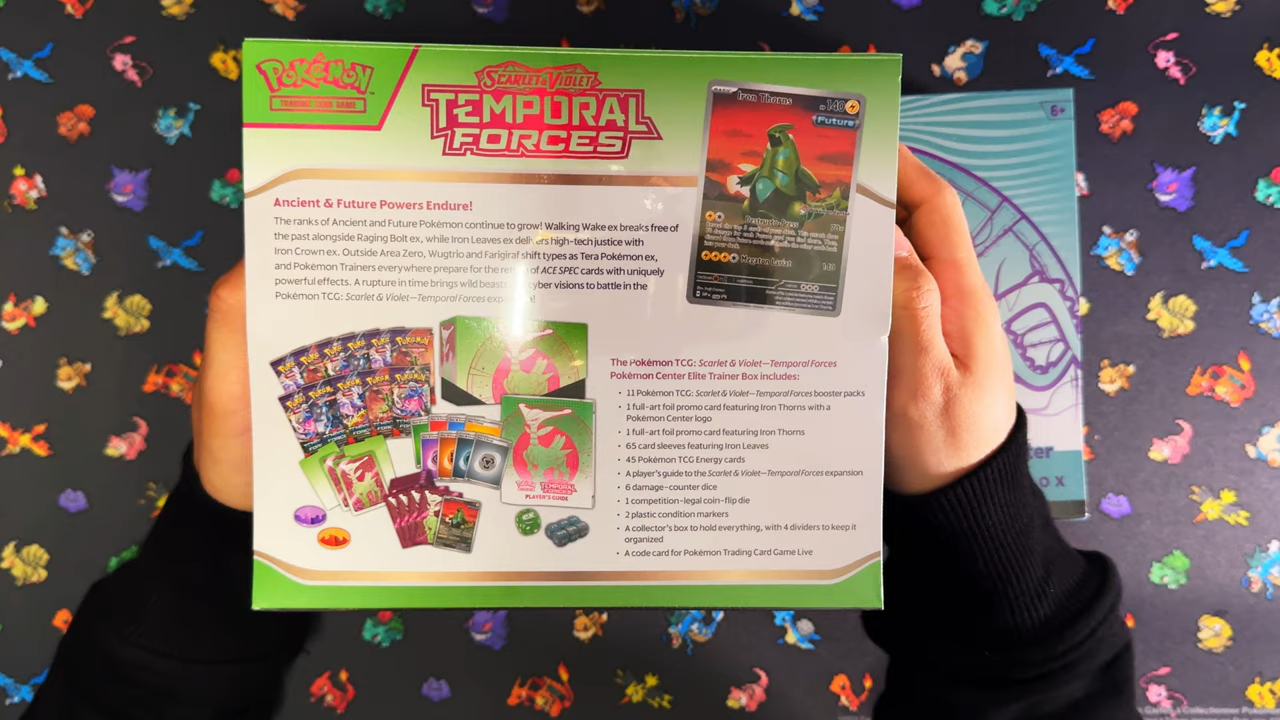 POKÉMON
TRADING CARD GAME
SCARLET & VIOLET
TEMPORAL
FORCES
Ancient & Future Powers Endure!
The ranks of Ancient and Future Pokémon continue to grow! Walking Wake ex breaks free of
the past alongside Raging Bolt ex, while Iron Leaves ex delivers high-tech justice with
Iron Crown ex. Outside Area Zero, Wugtrio and Farigiraf shift types as Tera Pokémon ex,
and Pokémon Trainers everywhere prepare for the return of ACE SPEC cards with uniquely
powerful effects. A rupture in time brings wild beasts cyber visions to battle in the
Pokémon TCG: Scarlet & Violet—Temporal Forces
BASIC
Iron Thorns
HP 140
Future
Destructo-Press
70x
Megaton Lariat
140
The Pokémon TCG: Scarlet & Violet—Temporal Forces
Pokémon Center Elite Trainer Box includes:
• 11 Pokémon TCG: Scarlet & Violet—Temporal Forces booster packs
• 1 full-art foil promo card featuring Iron Thorns with a
Pokémon Center logo
• 1 full-art foil promo card featuring Iron Thorns
• 65 card sleeves featuring Iron Leaves
• 45 Pokémon TCG Energy cards
• A player's guide to the Scarlet & Violet—Temporal Forces expansion
• 6 damage-counter dice
• 1 competition-legal coin-flip die
• 2 plastic condition markers
• A collector's box to hold everything, with 4 dividers to keep it
organized
• A code card for Pokémon Trading Card Game Live
TEMPORAL
FORCES
PLAYER'S GUIDE
6+
ter
O X